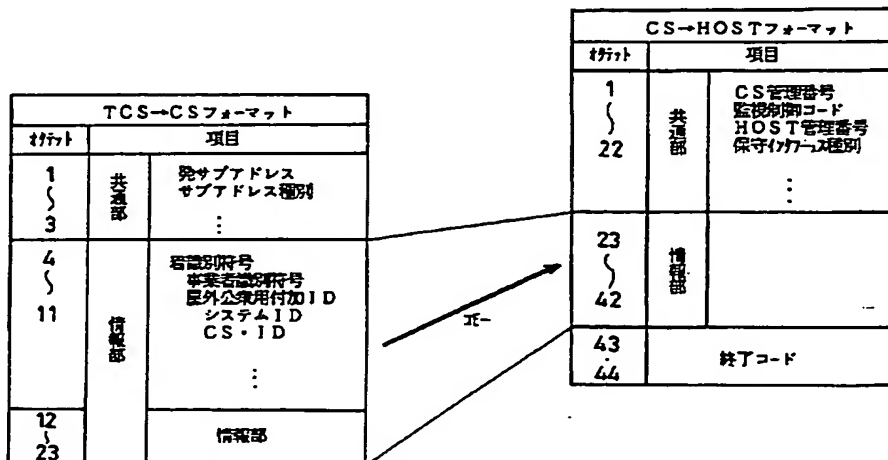 TCS→CSフォーマット
オクテット 項目
1
〜
3
共通部
発サブアドレス
サブアドレス種別
⋮
4
〜
11
情報部
着識別符号
事業者識別符号
屋外公衆用付加ID
システムID
CS・ID
⋮
12
〜
23
情報部
コピー
CS→HOSTフォーマット
オクテット 項目
1
〜
22
共通部
CS管理番号
監視制御コード
HOST管理番号
保守インタフェース種別
⋮
23
〜
42
情報部
43
・
44
終了コード